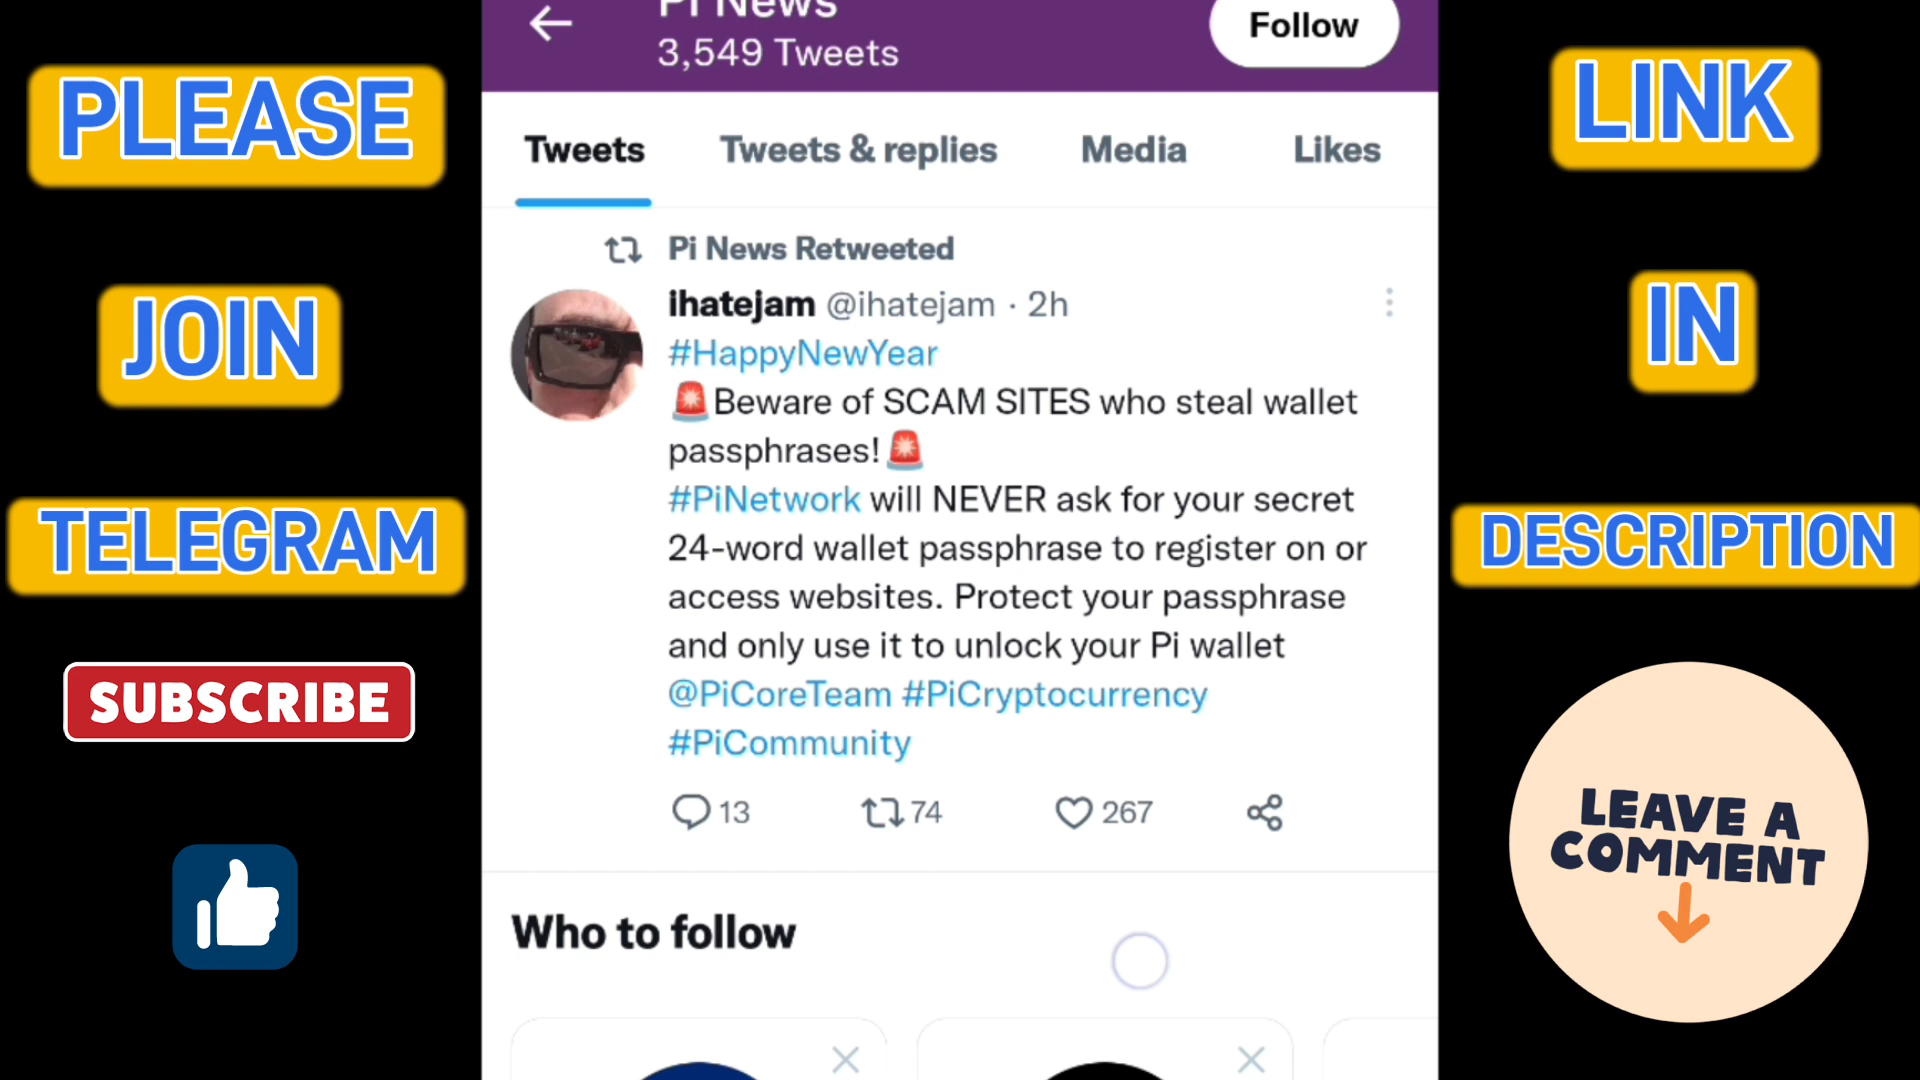 PLEASE
JOIN
TELEGRAM
SUBSCRIBE
Pi News
3,549 Tweets
Follow
Tweets
Tweets & replies
Media
Likes
Pi News Retweeted
ihatejam @ihatejam · 2h
#HappyNewYear
🚨Beware of SCAM SITES who steal wallet
passphrases!🚨
#PiNetwork will NEVER ask for your secret
24-word wallet passphrase to register on or
access websites. Protect your passphrase
and only use it to unlock your Pi wallet
@PiCoreTeam #PiCryptocurrency
#PiCommunity
13
74
267
Who to follow
LINK
IN
DESCRIPTION
LEAVE A
COMMENT